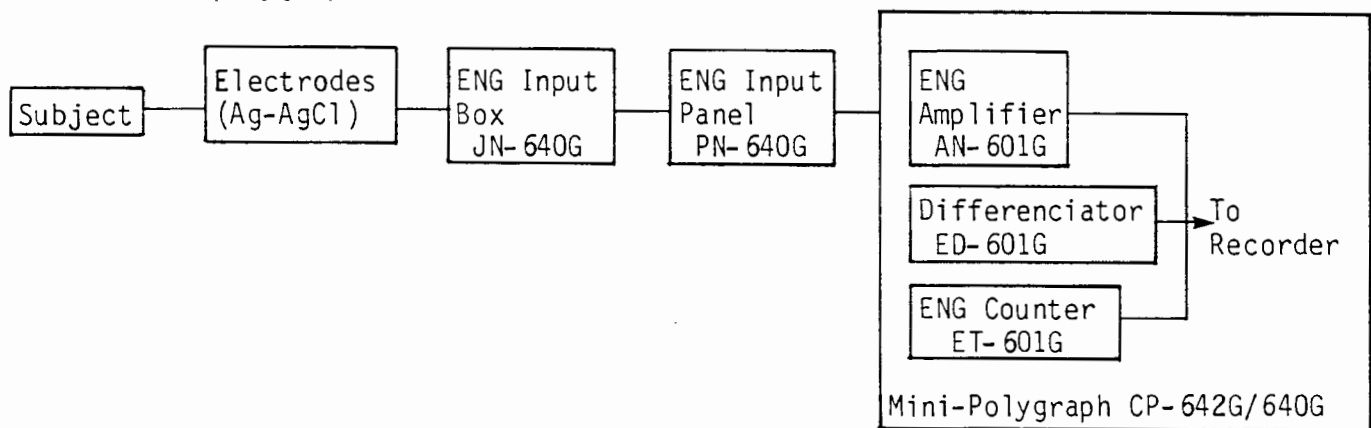 Subject
Electrodes
(Ag-AgCl)
ENG Input
Box
JN-640G
ENG Input
Panel
PN-640G
ENG
Amplifier
AN-601G
Differenciator
ED-601G
ENG Counter
ET-601G
To
Recorder
Mini-Polygraph CP-642G/640G